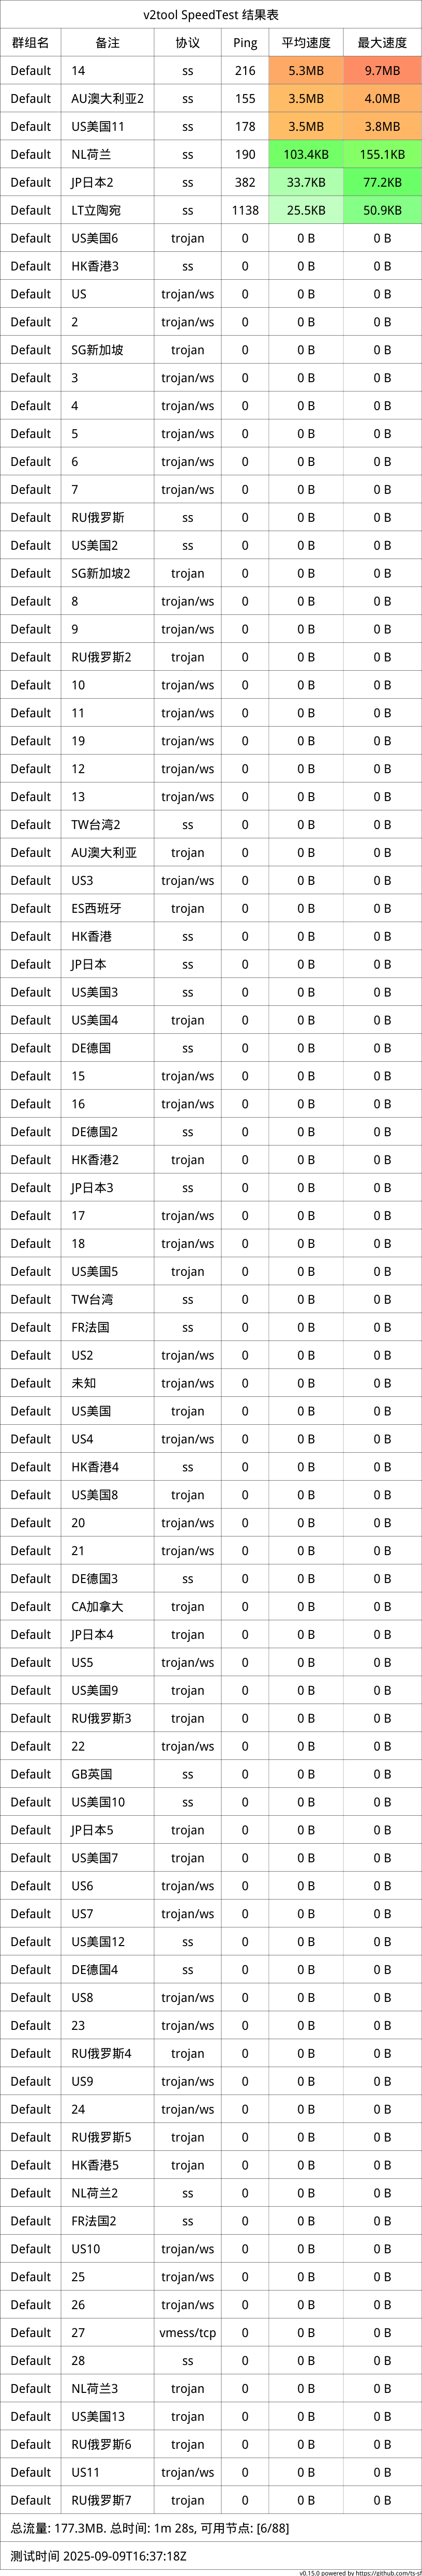 v2tool SpeedTest 结果表
群组名 备注 协议 Ping 平均速度 最大速度
Default 14 ss 216 5.3MB 9.7MB
Default AU澳大利亚2 ss 155 3.5MB 4.0MB
Default US美国11 ss 178 3.5MB 3.8MB
Default NL荷兰 ss 190 103.4KB 155.1KB
Default JP日本2 ss 382 33.7KB 77.2KB
Default LT立陶宛 ss 1138 25.5KB 50.9KB
Default US美国6 trojan 0 0 B 0 B
Default HK香港3 ss 0 0 B 0 B
Default US trojan/ws 0 0 B 0 B
Default 2 trojan/ws 0 0 B 0 B
Default SG新加坡 trojan 0 0 B 0 B
Default 3 trojan/ws 0 0 B 0 B
Default 4 trojan/ws 0 0 B 0 B
Default 5 trojan/ws 0 0 B 0 B
Default 6 trojan/ws 0 0 B 0 B
Default 7 trojan/ws 0 0 B 0 B
Default RU俄罗斯 ss 0 0 B 0 B
Default US美国2 ss 0 0 B 0 B
Default SG新加坡2 trojan 0 0 B 0 B
Default 8 trojan/ws 0 0 B 0 B
Default 9 trojan/ws 0 0 B 0 B
Default RU俄罗斯2 trojan 0 0 B 0 B
Default 10 trojan/ws 0 0 B 0 B
Default 11 trojan/ws 0 0 B 0 B
Default 19 trojan/ws 0 0 B 0 B
Default 12 trojan/ws 0 0 B 0 B
Default 13 trojan/ws 0 0 B 0 B
Default TW台湾2 ss 0 0 B 0 B
Default AU澳大利亚 trojan 0 0 B 0 B
Default US3 trojan/ws 0 0 B 0 B
Default ES西班牙 trojan 0 0 B 0 B
Default HK香港 ss 0 0 B 0 B
Default JP日本 ss 0 0 B 0 B
Default US美国3 ss 0 0 B 0 B
Default US美国4 trojan 0 0 B 0 B
Default DE德国 ss 0 0 B 0 B
Default 15 trojan/ws 0 0 B 0 B
Default 16 trojan/ws 0 0 B 0 B
Default DE德国2 ss 0 0 B 0 B
Default HK香港2 trojan 0 0 B 0 B
Default JP日本3 ss 0 0 B 0 B
Default 17 trojan/ws 0 0 B 0 B
Default 18 trojan/ws 0 0 B 0 B
Default US美国5 trojan 0 0 B 0 B
Default TW台湾 ss 0 0 B 0 B
Default FR法国 ss 0 0 B 0 B
Default US2 trojan/ws 0 0 B 0 B
Default 未知 trojan/ws 0 0 B 0 B
Default US美国 trojan 0 0 B 0 B
Default US4 trojan/ws 0 0 B 0 B
Default HK香港4 ss 0 0 B 0 B
Default US美国8 trojan 0 0 B 0 B
Default 20 trojan/ws 0 0 B 0 B
Default 21 trojan/ws 0 0 B 0 B
Default DE德国3 ss 0 0 B 0 B
Default CA加拿大 trojan 0 0 B 0 B
Default JP日本4 trojan 0 0 B 0 B
Default US5 trojan/ws 0 0 B 0 B
Default US美国9 trojan 0 0 B 0 B
Default RU俄罗斯3 trojan 0 0 B 0 B
Default 22 trojan/ws 0 0 B 0 B
Default GB英国 ss 0 0 B 0 B
Default US美国10 ss 0 0 B 0 B
Default JP日本5 trojan 0 0 B 0 B
Default US美国7 trojan 0 0 B 0 B
Default US6 trojan/ws 0 0 B 0 B
Default US7 trojan/ws 0 0 B 0 B
Default US美国12 ss 0 0 B 0 B
Default DE德国4 ss 0 0 B 0 B
Default US8 trojan/ws 0 0 B 0 B
Default 23 trojan/ws 0 0 B 0 B
Default RU俄罗斯4 trojan 0 0 B 0 B
Default US9 trojan/ws 0 0 B 0 B
Default 24 trojan/ws 0 0 B 0 B
Default RU俄罗斯5 trojan 0 0 B 0 B
Default HK香港5 trojan 0 0 B 0 B
Default NL荷兰2 ss 0 0 B 0 B
Default FR法国2 ss 0 0 B 0 B
Default US10 trojan/ws 0 0 B 0 B
Default 25 trojan/ws 0 0 B 0 B
Default 26 trojan/ws 0 0 B 0 B
Default 27 vmess/tcp 0 0 B 0 B
Default 28 ss 0 0 B 0 B
Default NL荷兰3 trojan 0 0 B 0 B
Default US美国13 trojan 0 0 B 0 B
Default RU俄罗斯6 trojan 0 0 B 0 B
Default US11 trojan/ws 0 0 B 0 B
Default RU俄罗斯7 trojan 0 0 B 0 B
总流量: 177.3MB. 总时间: 1m 28s, 可用节点: [6/88]
测试时间 2025-09-09T16:37:18Z
v0.15.0 powered by https://github.com/ts-sf